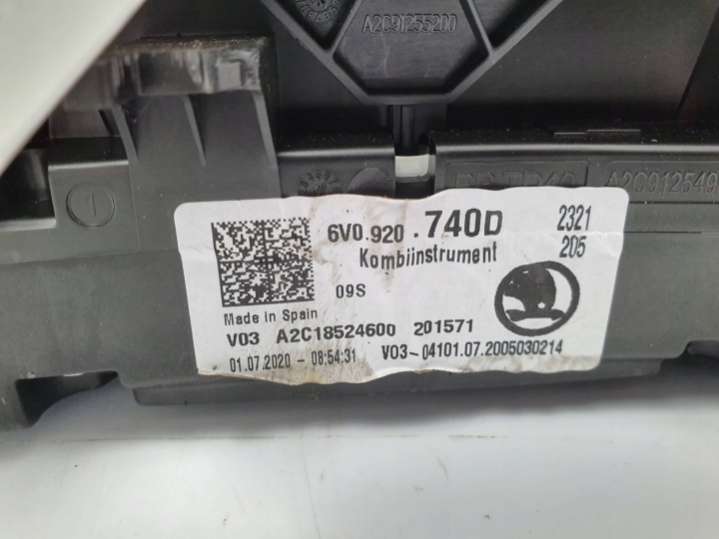 A2C91255200
A2C912549
1
6V0.920.740D
2321
205
Kombiinstrument
09S
Made in Spain
V03 A2C18524600 201571
01.07.2020 - 08:54:31 V03-04101.07.2005030214